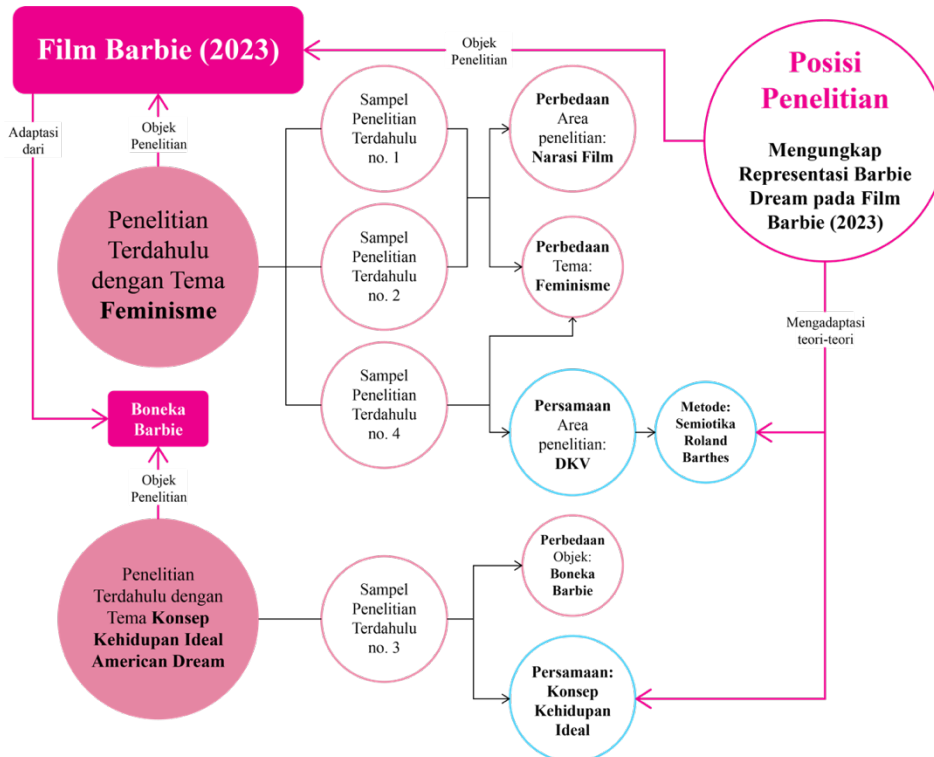 Film Barbie (2023)
Objek
Penelitian
Posisi
Penelitian
Mengungkap
Representasi Barbie
Dream pada Film
Barbie (2023)
Adaptasi
dari
Objek
Penelitian
Sampel
Penelitian
Terdahulu
no. 1
Perbedaan
Area
penelitian:
Narasi Film
Penelitian
Terdahulu
dengan Tema
Feminisme
Sampel
Penelitian
Terdahulu
no. 2
Perbedaan
Tema:
Feminisme
Mengadaptasi
teori-teori
Sampel
Penelitian
Terdahulu
no. 4
Persamaan
Area
penelitian:
DKV
Metode:
Semiotika
Roland
Barthes
Boneka
Barbie
Objek
Penelitian
Penelitian
Terdahulu dengan
Tema Konsep
Kehidupan Ideal
American Dream
Sampel
Penelitian
Terdahulu
no. 3
Perbedaan
Objek:
Boneka
Barbie
Persamaan:
Konsep
Kehidupan
Ideal